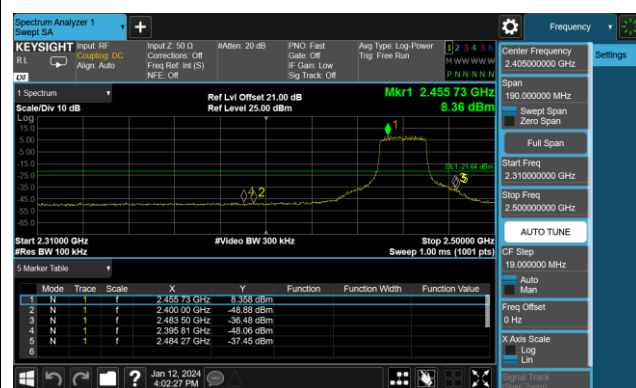 Spectrum Analyzer 1
Swept SA
+
Frequency
KEYSIGHT
RL
LXI
Input: RF
Coupling: DC
Align: Auto
Input Z: 50 Ω
Corrections: Off
Freq Ref: Int (S)
NFE: Off
#Atten: 20 dB
PNO: Fast
Gate: Off
IF Gain: Low
Sig Track: Off
Avg Type: Log-Power
Trig: Free Run
1 2 3 4 5 6
M W W W W W
P N N N N N
1 Spectrum
Scale/Div 10 dB
Ref Lvl Offset 21.00 dB
Ref Level 25.00 dBm
Mkr1 2.455 73 GHz
8.36 dBm
Log
15.0
5.00
-5.00
-15.0
-25.0
-35.0
-45.0
-55.0
-65.0
1
DL1 -21.64 dBm
4 2
Start 2.31000 GHz
#Res BW 100 kHz
#Video BW 300 kHz
Stop 2.50000 GHz
Sweep 1.00 ms (1001 pts)
5 Marker Table
Mode Trace Scale X Y Function Function Width Function Value
1 N 1 f 2.455 73 GHz 8.358 dBm
2 N 1 f 2.400 00 GHz -48.88 dBm
3 N 1 f 2.483 50 GHz -36.48 dBm
4 N 1 f 2.395 81 GHz -48.06 dBm
5 N 1 f 2.484 27 GHz -37.45 dBm
6
Jan 12, 2024
4:02:27 PM
?
Center Frequency
2.405000000 GHz
Settings
Span
190.000000 MHz
Swept Span
Zero Span
Full Span
Start Freq
2.310000000 GHz
Stop Freq
2.500000000 GHz
AUTO TUNE
CF Step
19.000000 MHz
Auto
Man
Freq Offset
0 Hz
X Axis Scale
Log
Lin
Signal Track
(Span Zoom)